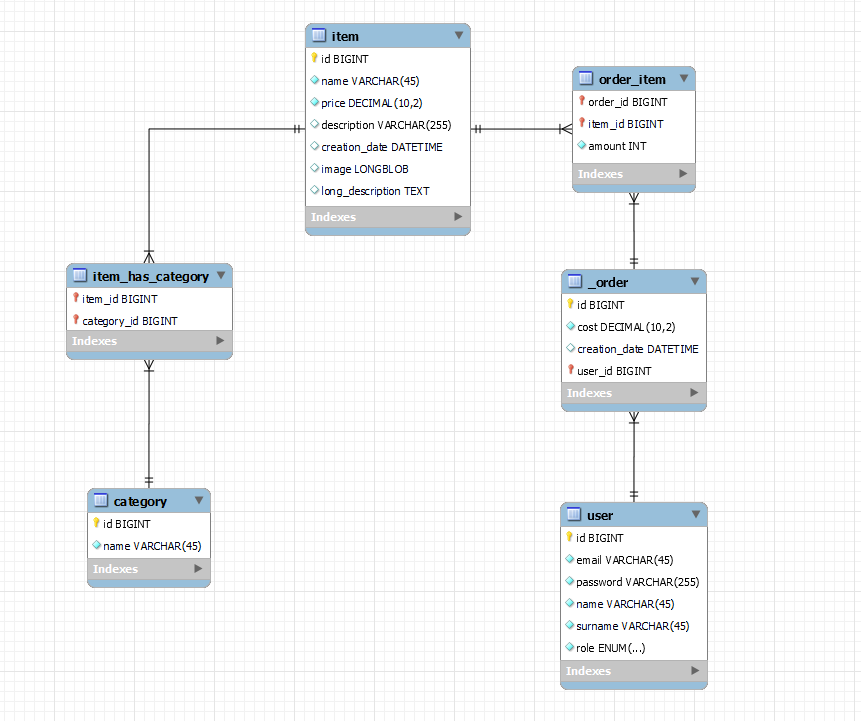 item
id BIGINT
name VARCHAR(45)
price DECIMAL(10,2)
description VARCHAR(255)
creation_date DATETIME
image LONGBLOB
long_description TEXT
Indexes
order_item
order_id BIGINT
item_id BIGINT
amount INT
Indexes
item_has_category
item_id BIGINT
category_id BIGINT
Indexes
_order
id BIGINT
cost DECIMAL(10,2)
creation_date DATETIME
user_id BIGINT
Indexes
category
id BIGINT
name VARCHAR(45)
Indexes
user
id BIGINT
email VARCHAR(45)
password VARCHAR(255)
name VARCHAR(45)
surname VARCHAR(45)
role ENUM(...)
Indexes